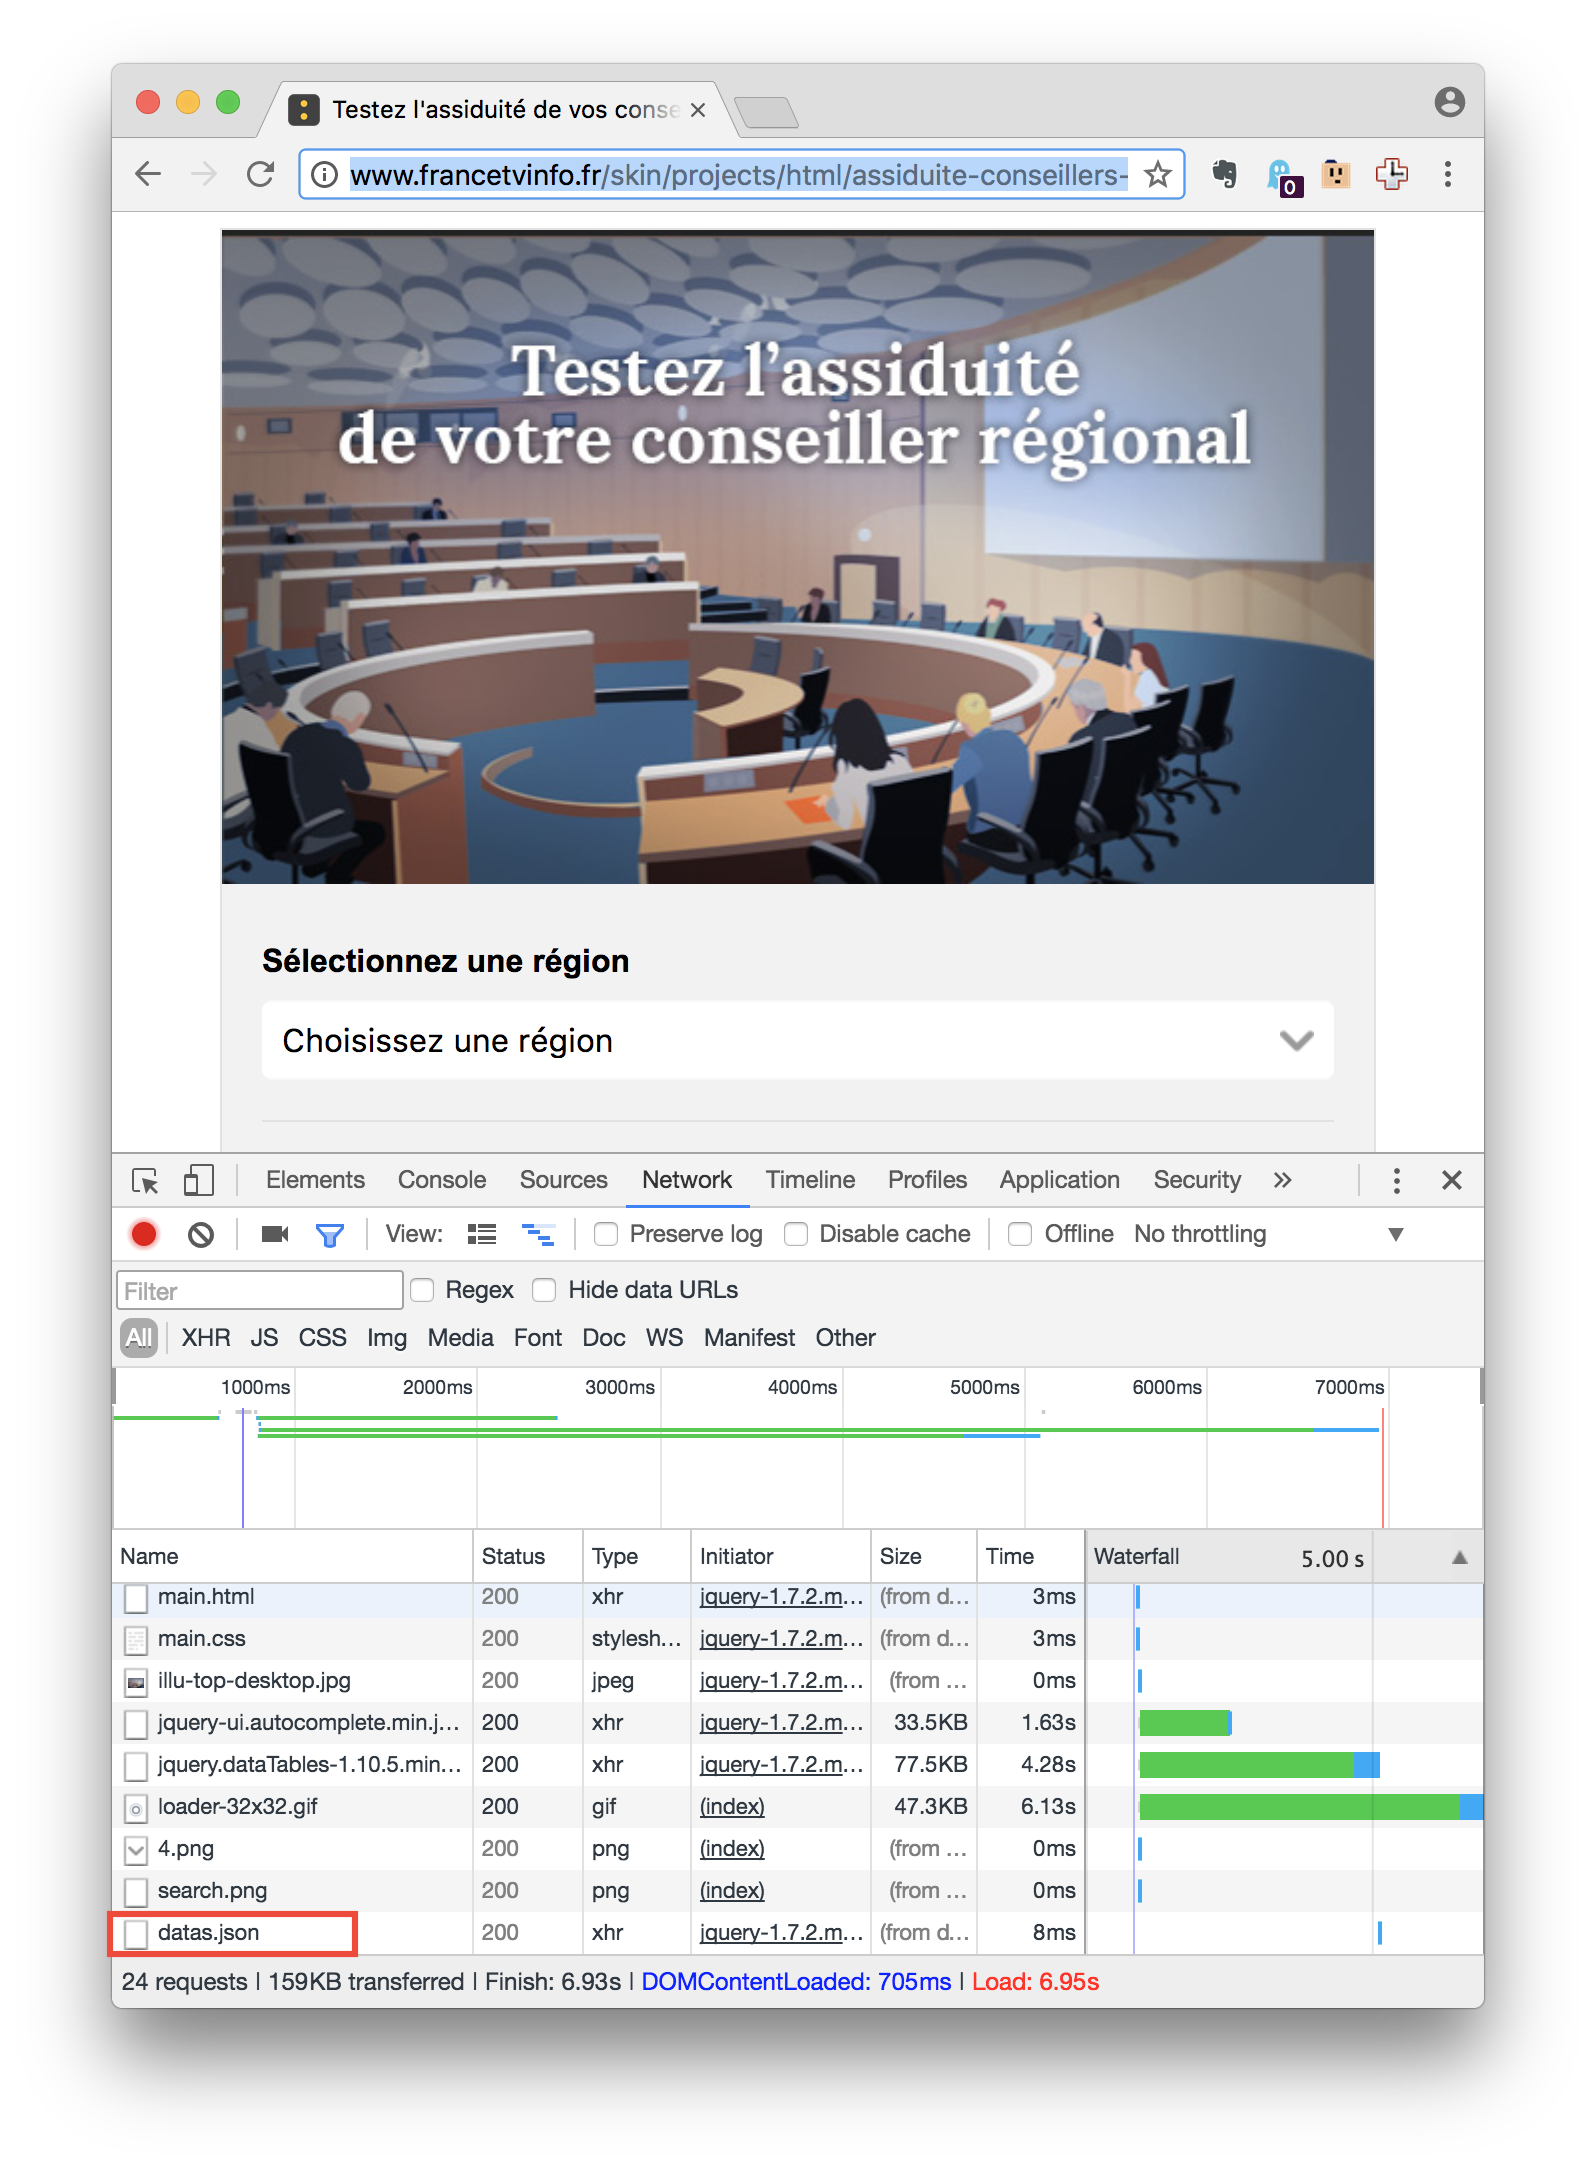 Testez l'assiduité de vos conse
www.francetvinfo.fr/skin/projects/html/assiduite-conseillers-
0
Testez l’assiduité
de votre conseiller régional
Sélectionnez une région
Choisissez une région
Elements Console Sources Network Timeline Profiles Application Security »
View: Preserve log Disable cache Offline No throttling
Filter Regex Hide data URLs
All XHR JS CSS Img Media Font Doc WS Manifest Other
1000ms 2000ms 3000ms 4000ms 5000ms 6000ms 7000ms
Name Status Type Initiator Size Time Waterfall 5.00 s
main.html 200 xhr jquery-1.7.2.m... (from d... 3ms
main.css 200 stylesh... jquery-1.7.2.m... (from d... 3ms
illu-top-desktop.jpg 200 jpeg jquery-1.7.2.m... (from ... 0ms
jquery-ui.autocomplete.min.j... 200 xhr jquery-1.7.2.m... 33.5KB 1.63s
jquery.dataTables-1.10.5.min... 200 xhr jquery-1.7.2.m... 77.5KB 4.28s
loader-32x32.gif 200 gif (index) 47.3KB 6.13s
4.png 200 png (index) (from ... 0ms
search.png 200 png (index) (from ... 0ms
datas.json 200 xhr jquery-1.7.2.m... (from d... 8ms
24 requests | 159KB transferred | Finish: 6.93s | DOMContentLoaded: 705ms | Load: 6.95s